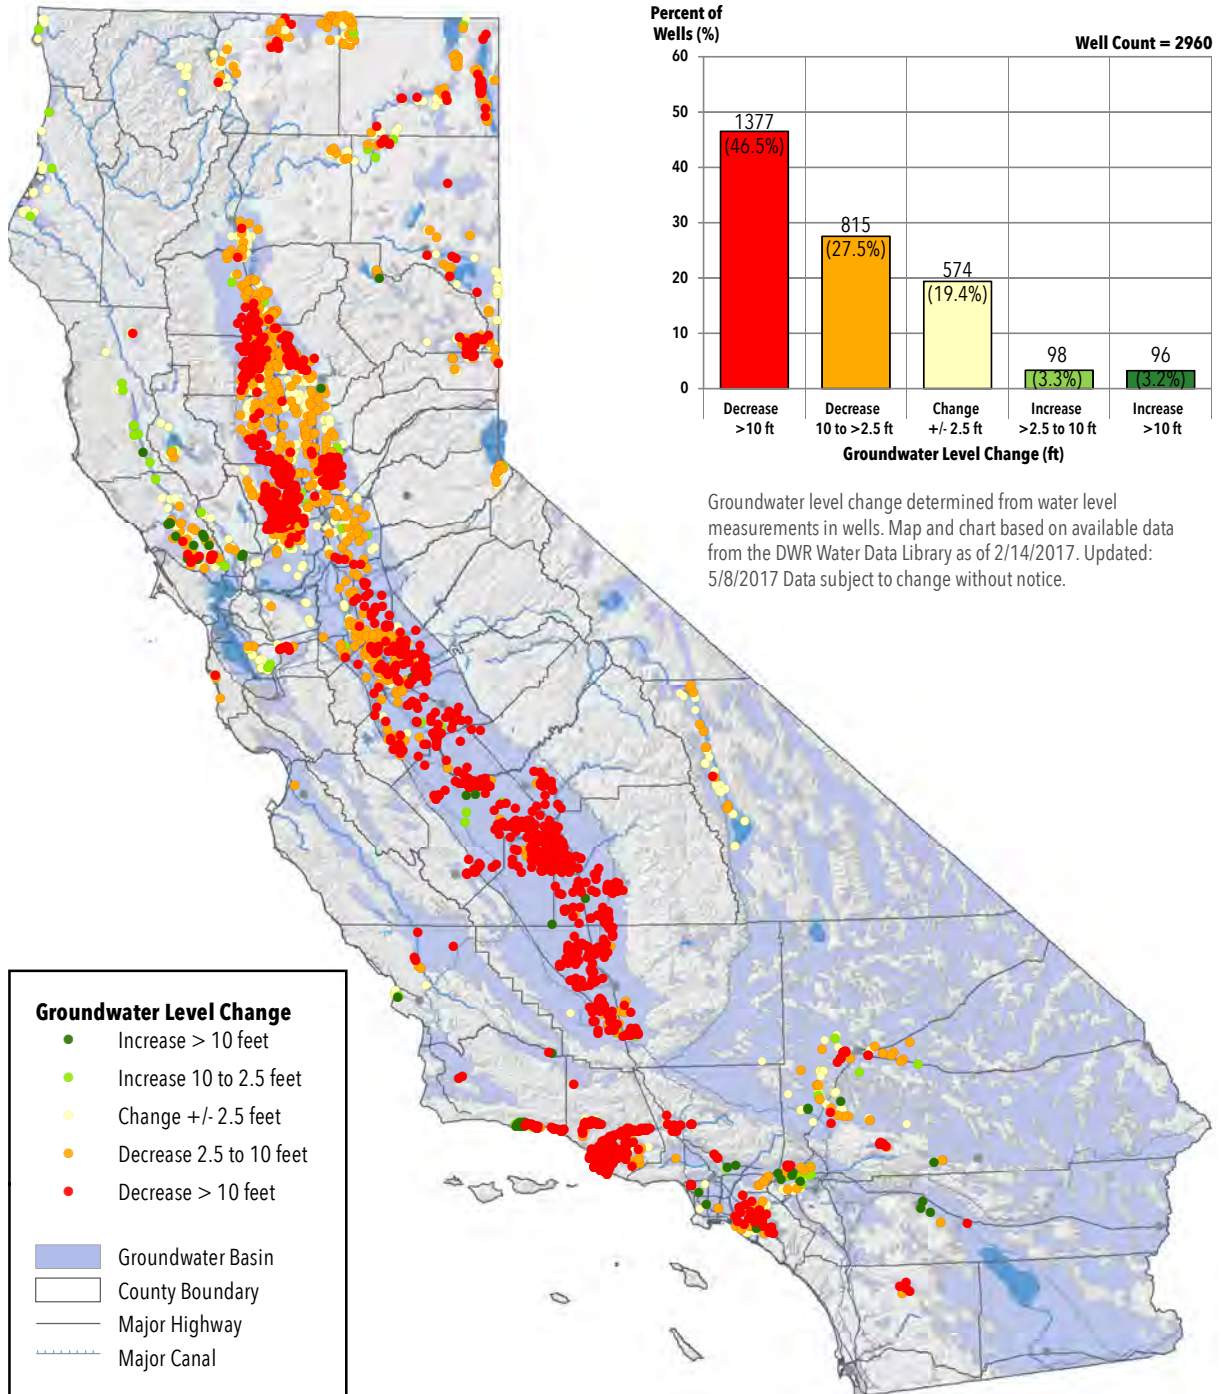 Percent of
Wells (%)
Well Count = 2960
60
50
40
30
20
10
0
1377
(46.5%)
815
(27.5%)
574
(19.4%)
98
(3.3%)
96
(3.2%)
Decrease
>10 ft
Decrease
10 to >2.5 ft
Change
+/- 2.5 ft
Increase
>2.5 to 10 ft
Increase
>10 ft
Groundwater Level Change (ft)
Groundwater level change determined from water level
measurements in wells. Map and chart based on available data
from the DWR Water Data Library as of 2/14/2017. Updated:
5/8/2017 Data subject to change without notice.
Groundwater Level Change
Increase > 10 feet
Increase 10 to 2.5 feet
Change +/- 2.5 feet
Decrease 2.5 to 10 feet
Decrease > 10 feet
Groundwater Basin
County Boundary
Major Highway
Major Canal